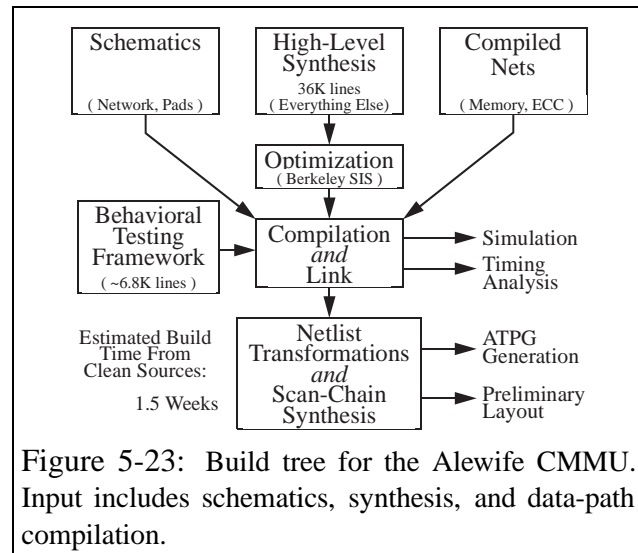 Schematics
( Network, Pads )
High-Level
Synthesis
36K lines
( Everything Else )
Compiled
Nets
( Memory, ECC )
Optimization
( Berkeley SIS )
Behavioral
Testing
Framework
( ~6.8K lines )
Compilation
and
Link
Simulation
Timing
Analysis
Estimated Build
Time From
Clean Sources:
1.5 Weeks
Netlist
Transformations
and
Scan-Chain
Synthesis
ATPG
Generation
Preliminary
Layout
Figure 5-23: Build tree for the Alewife CMMU.
Input includes schematics, synthesis, and data-path
compilation.